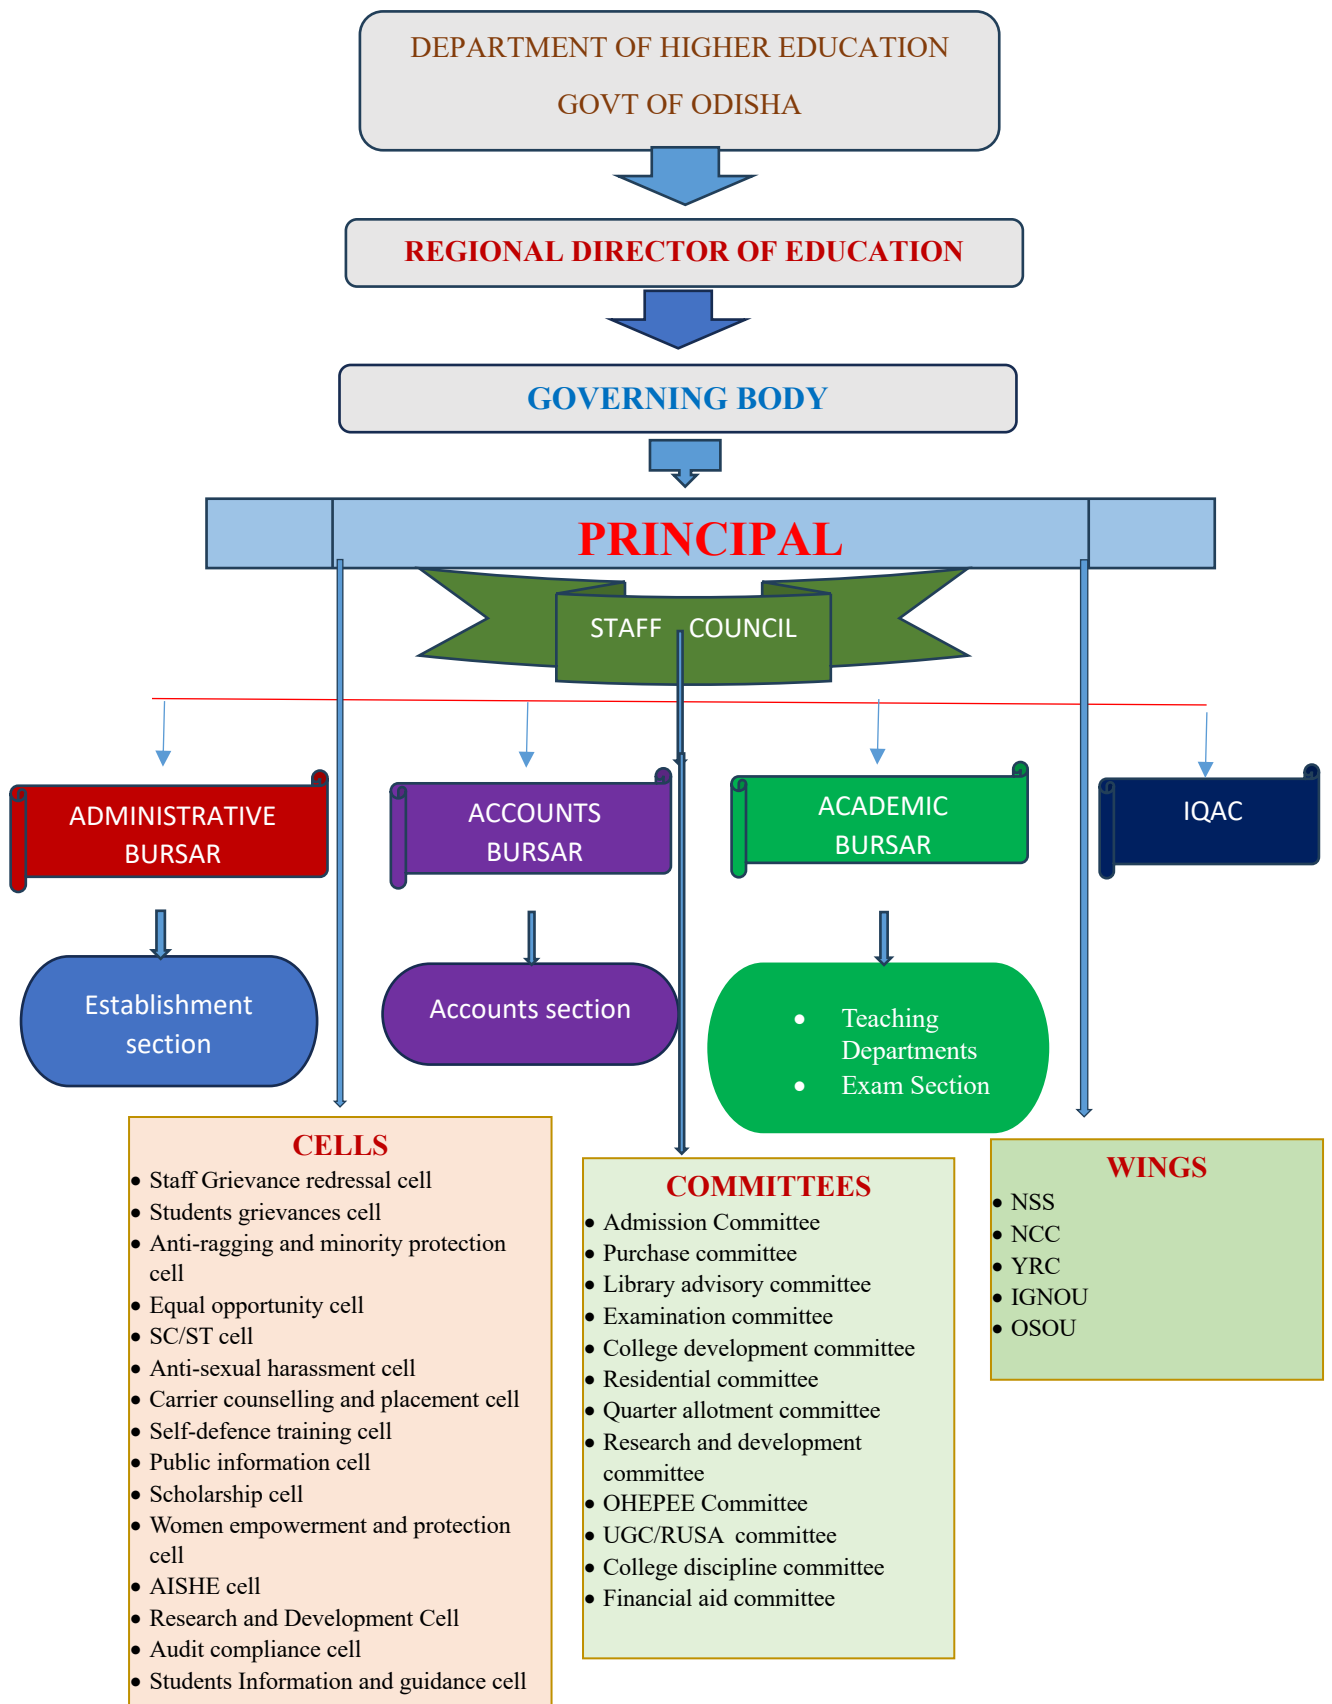 DEPARTMENT OF HIGHER EDUCATION
GOVT OF ODISHA
REGIONAL DIRECTOR OF EDUCATION
GOVERNING BODY
PRINCIPAL
STAFF COUNCIL
ADMINISTRATIVE
BURSAR
ACCOUNTS
BURSAR
ACADEMIC
BURSAR
IQAC
Establishment
section
Accounts section
• Teaching
Departments
• Exam Section
CELLS
• Staff Grievance redressal cell
• Students grievances cell
• Anti-ragging and minority protection
cell
• Equal opportunity cell
• SC/ST cell
• Anti-sexual harassment cell
• Carrier counselling and placement cell
• Self-defence training cell
• Public information cell
• Scholarship cell
• Women empowerment and protection
cell
• AISHE cell
• Research and Development Cell
• Audit compliance cell
• Students Information and guidance cell
COMMITTEES
• Admission Committee
• Purchase committee
• Library advisory committee
• Examination committee
• College development committee
• Residential committee
• Quarter allotment committee
• Research and development
committee
• OHEPEE Committee
• UGC/RUSA  committee
• College discipline committee
• Financial aid committee
WINGS
• NSS
• NCC
• YRC
• IGNOU
• OSOU